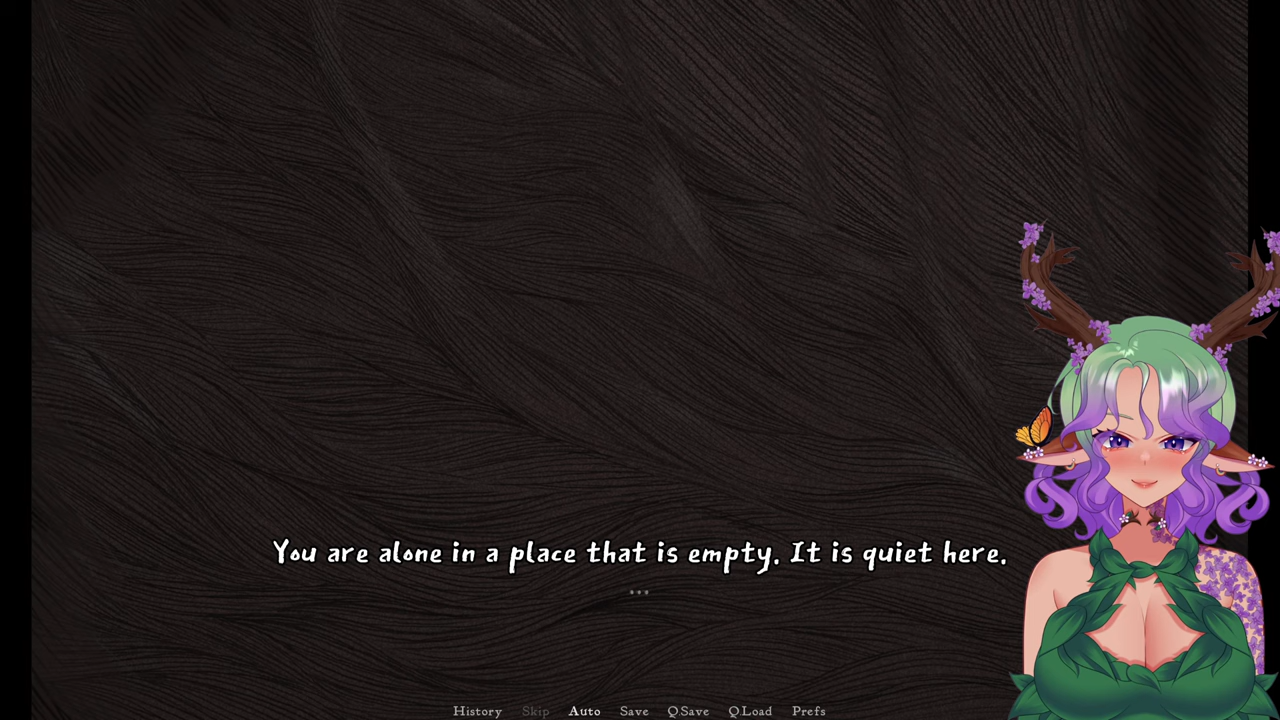 You are alone in a place that is empty. It is quiet here.
...
History Skip Auto Save Q.Save Q.Load Prefs